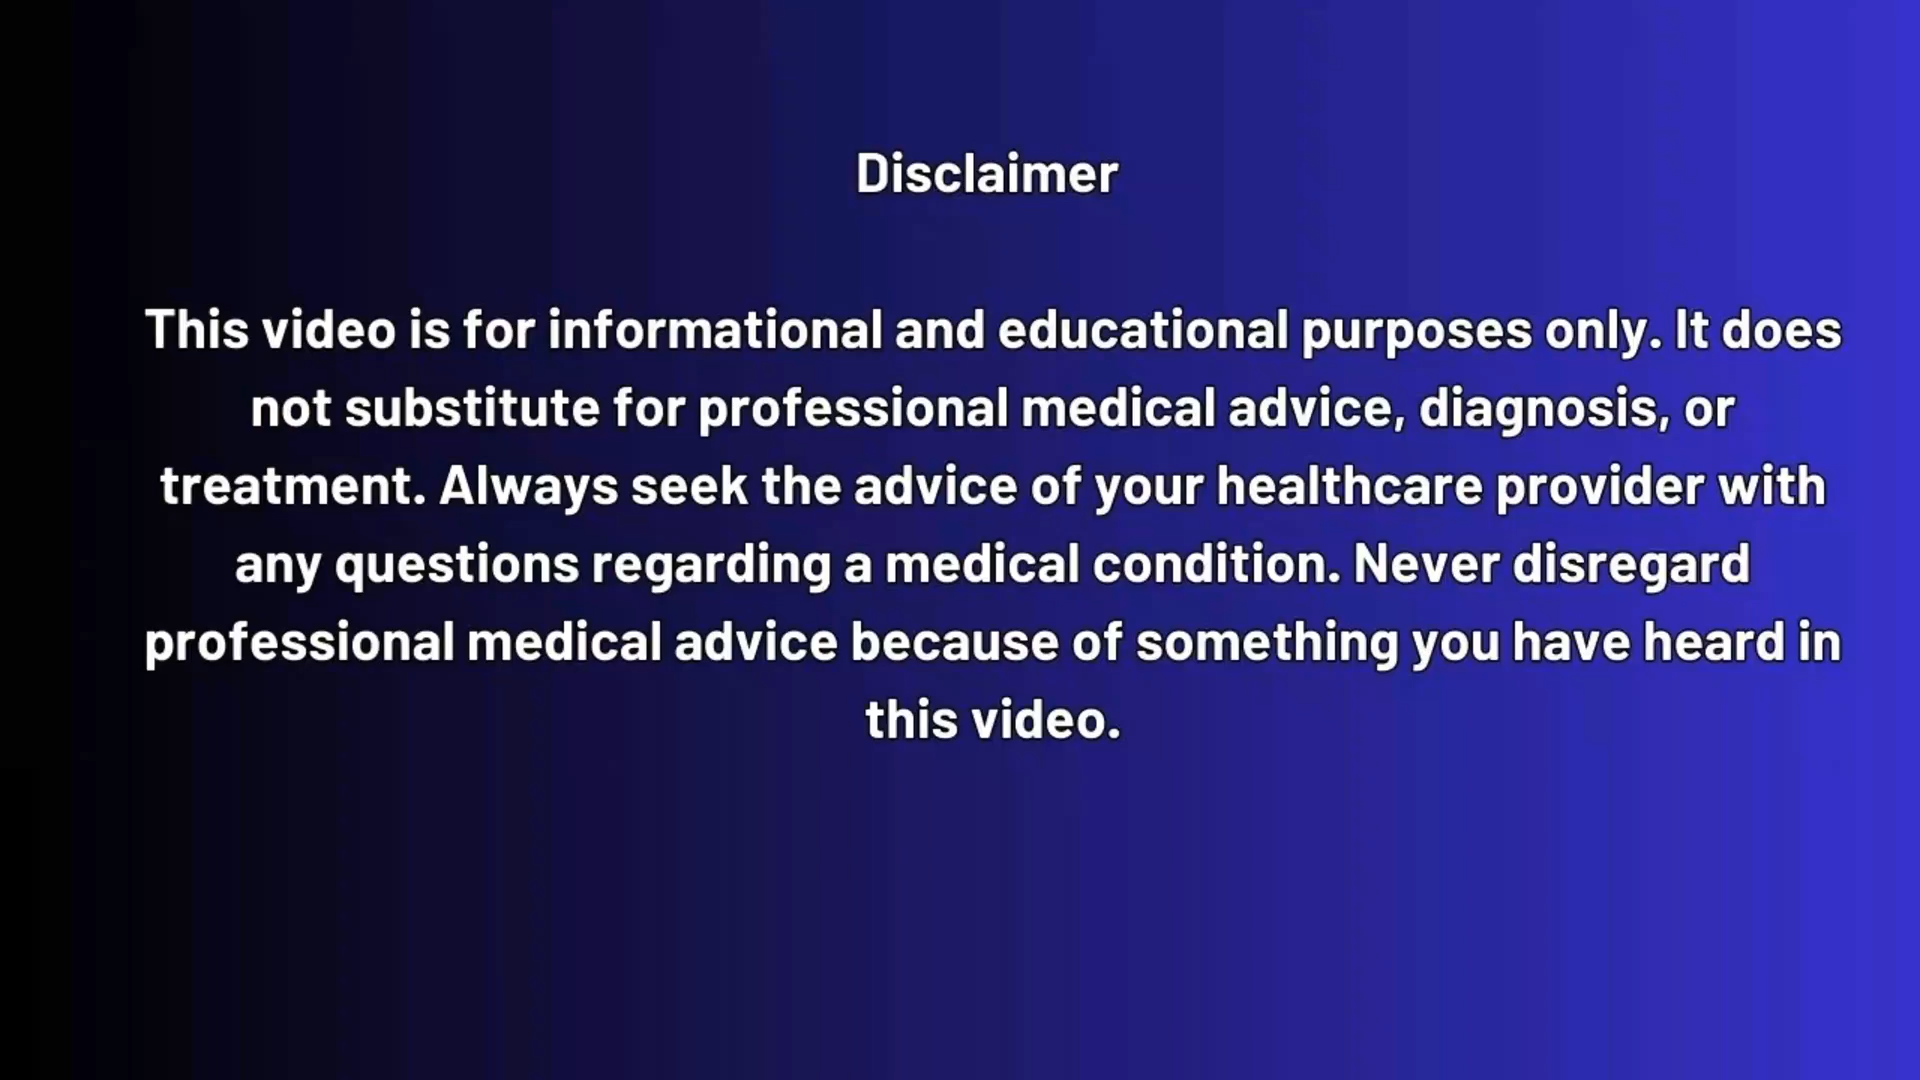 Disclaimer
This video is for informational and educational purposes only. It does
not substitute for professional medical advice, diagnosis, or
treatment. Always seek the advice of your healthcare provider with
any questions regarding a medical condition. Never disregard
professional medical advice because of something you have heard in
this video.